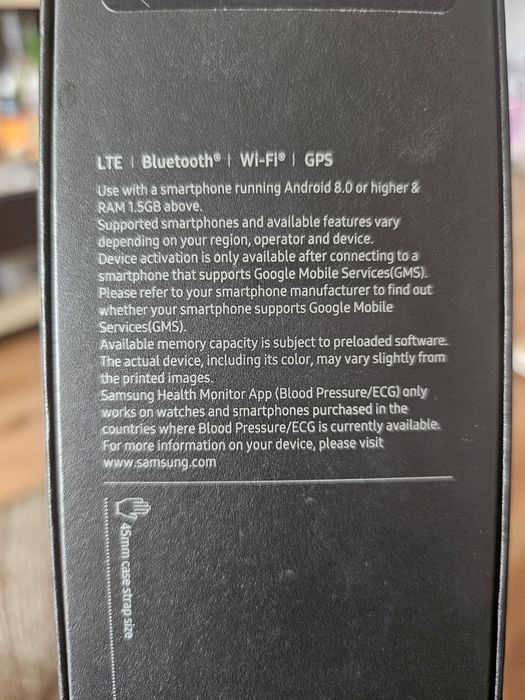 LTE | Bluetooth® | Wi-Fi® | GPS
Use with a smartphone running Android 8.0 or higher &
RAM 1.5GB above.
Supported smartphones and available features vary
depending on your region, operator and device.
Device activation is only available after connecting to a
smartphone that supports Google Mobile Services(GMS).
Please refer to your smartphone manufacturer to find out
whether your smartphone supports Google Mobile
Services(GMS).
Available memory capacity is subject to preloaded software.
The actual device, including its color, may vary slightly from
the printed images.
Samsung Health Monitor App (Blood Pressure/ECG) only
works on watches and smartphones purchased in the
countries where Blood Pressure/ECG is currently available.
For more information on your device, please visit
www.samsung.com
45mm case strap size